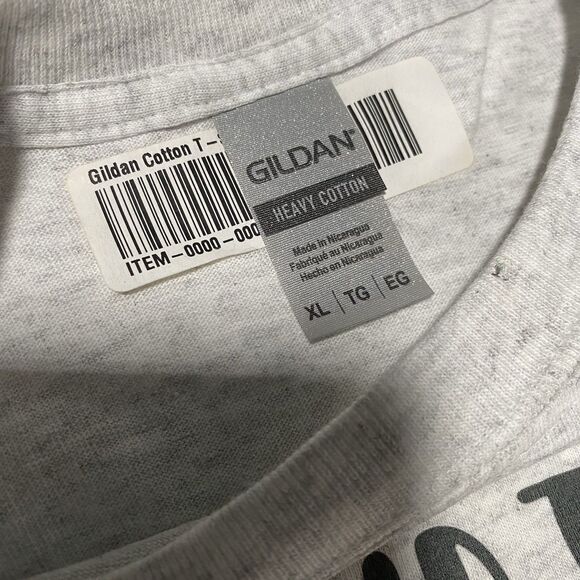 Gildan Cotton T-
ITEM-0000-000
GILDAN
HEAVY COTTON
Made in Nicaragua
Fabriqué au Nicaragua
Hecho en Nicaragua
XL | TG | EG